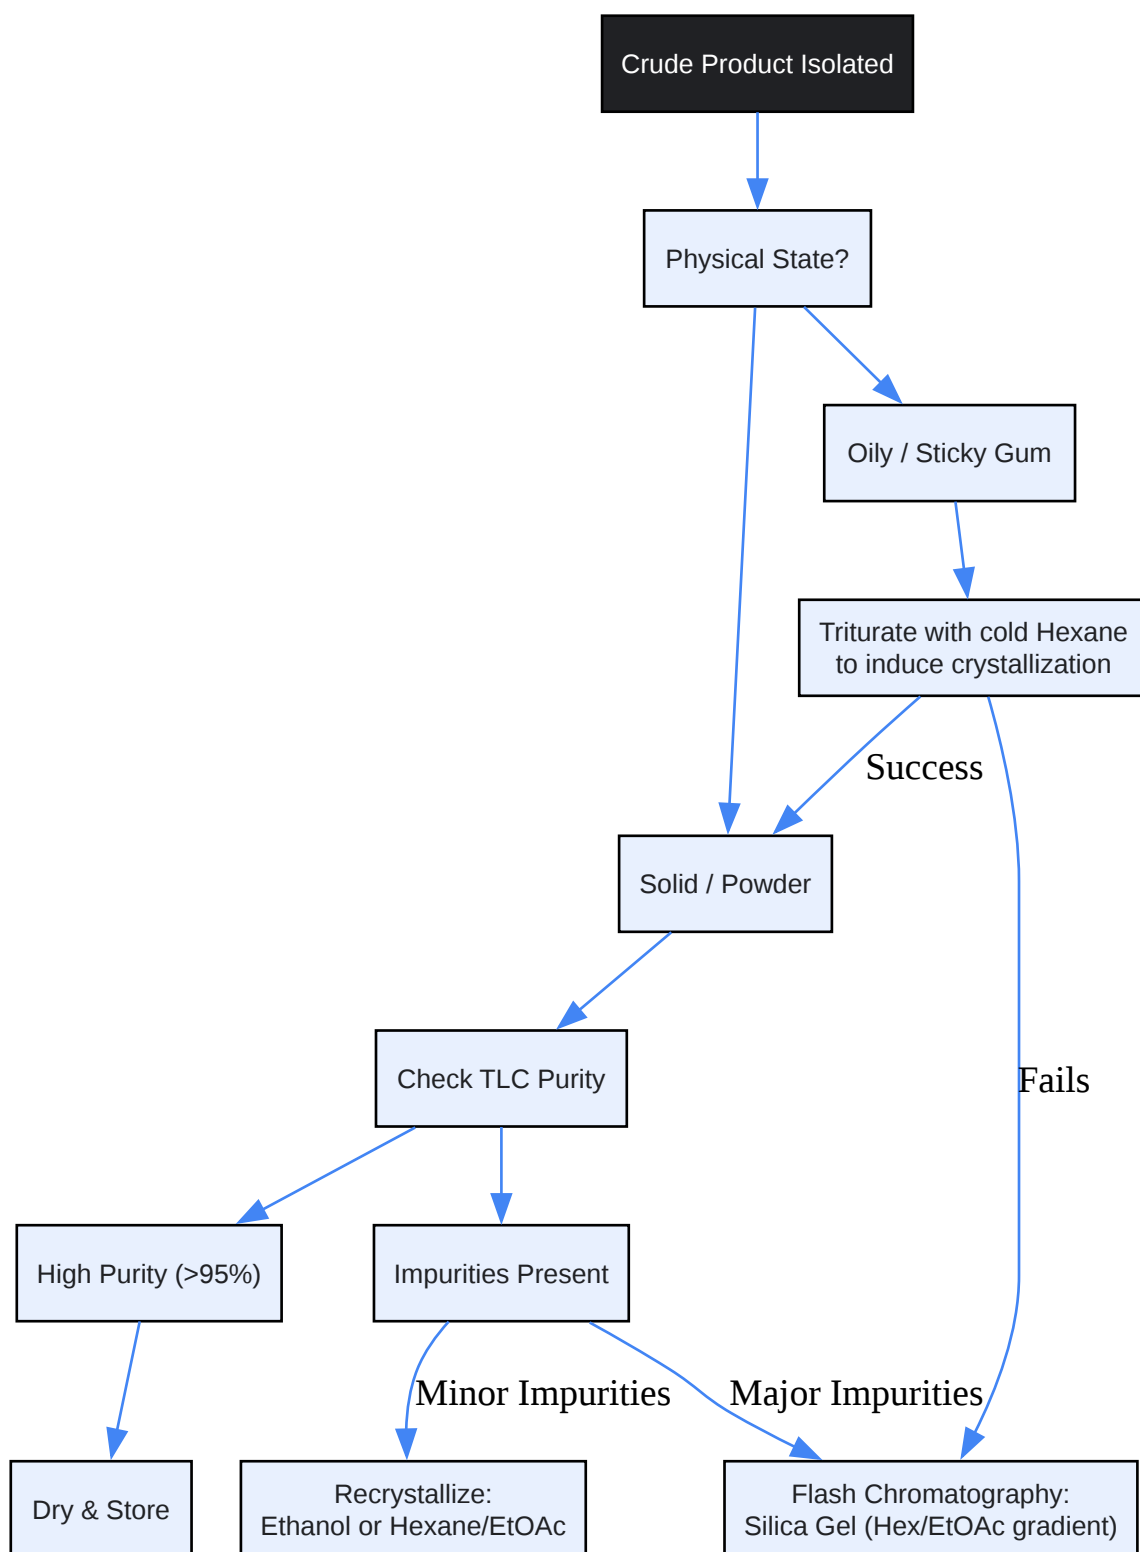 Crude Product Isolated
Physical State?
Oily / Sticky Gum
Triturate with cold Hexane
to induce crystallization
Success
Solid / Powder
Check TLC Purity
Fails
High Purity (>95%)
Impurities Present
Minor Impurities
Major Impurities
Dry & Store
Recrystallize:
Ethanol or Hexane/EtOAc
Flash Chromatography:
Silica Gel (Hex/EtOAc gradient)